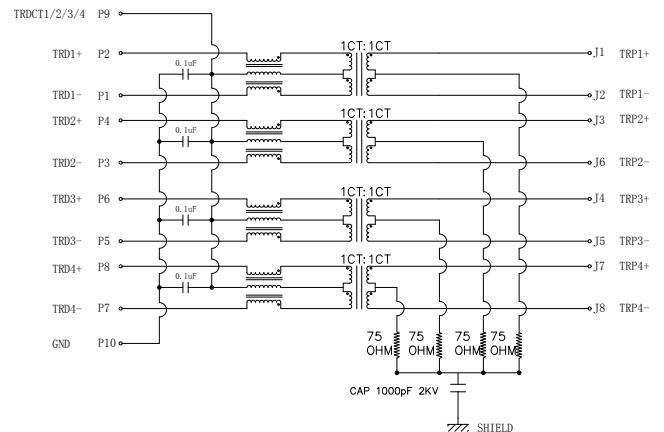 TRDCT1/2/3/4 P9
1CT:1CT
TRD1+ P2 J1 TRP1+
0.1uF
TRD1- P1 J2 TRP1-
1CT:1CT
TRD2+ P4 J3 TRP2+
0.1uF
TRD2- P3 J6 TRP2-
1CT:1CT
TRD3+ P6 J4 TRP3+
0.1uF
TRD3- P5 J5 TRP3-
1CT:1CT
TRD4+ P8 J7 TRP4+
0.1uF
TRD4- P7 J8 TRP4-
GND P10
75 75 75 75
OHM OHM OHM OHM
CAP 1000pF 2KV
SHIELD